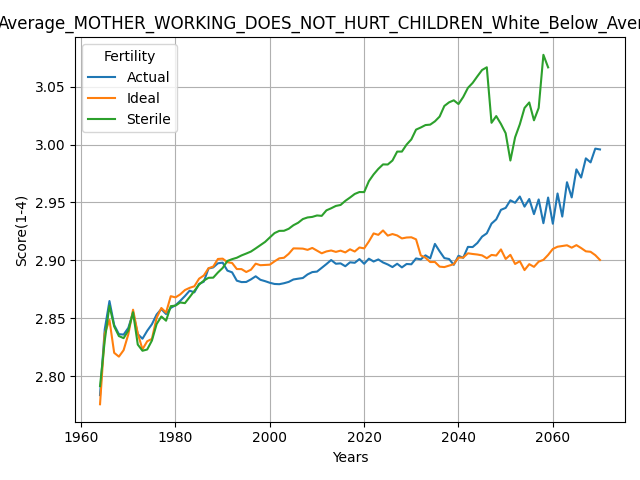 Average_MOTHER_WORKING_DOES_NOT_HURT_CHILDREN_White_Below_Aver
Fertility
Actual
Ideal
Sterile
Score(1-4)
3.05
3.00
2.95
2.90
2.85
2.80
1960 1980 2000 2020 2040 2060
Years